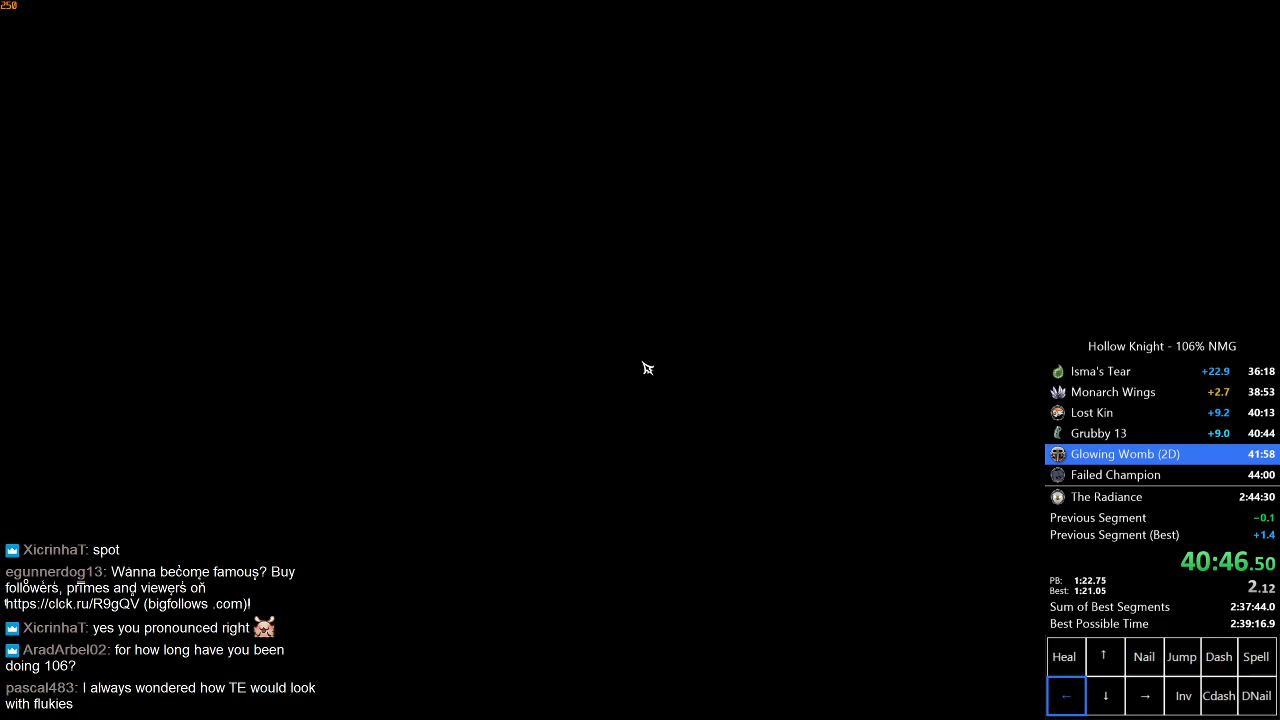 250
Hollow Knight - 106% NMG
Isma's Tear +22.9 36:18
Monarch Wings +2.7 38:53
Lost Kin +9.2 40:13
Grubby 13 +9.0 40:44
Glowing Womb (2D) 41:58
Failed Champion 44:00
The Radiance 2:44:30
Previous Segment −0.1
Previous Segment (Best) +1.4
40:46.50
PB: 1:22.75
Best: 1:21.05
2.12
Sum of Best Segments 2:37:44.0
Best Possible Time 2:39:16.9
Heal ↑ Nail Jump Dash Spell
← ↓ → Inv Cdash DNail
XicrinhaT: spot
egunnerdog13: Wanna become famous? Buy
followers, primes and viewers on
https://clck.ru/R9gQV (bigfollows .com)!
XicrinhaT: yes you pronounced right
AradArbel02: for how long have you been
doing 106?
pascal483: I always wondered how TE would look
with flukies